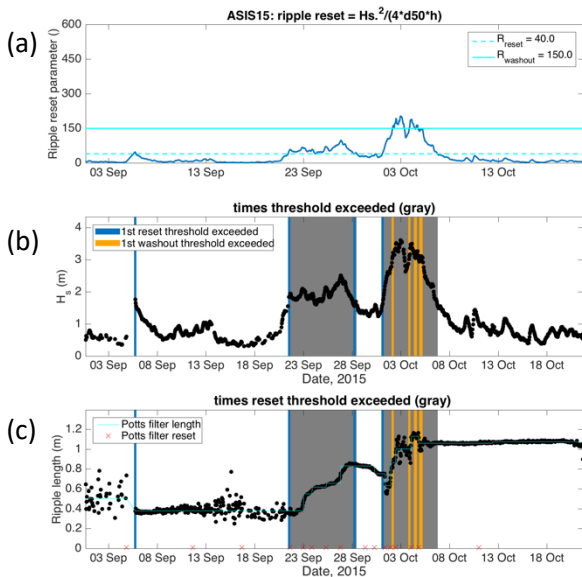 ASIS15: ripple reset = Hs.²/(4*d50*h)
(a)
Ripple reset parameter ()
600
450
300
150
0
R_reset = 40.0
R_washout = 150.0
03 Sep 13 Sep 23 Sep 03 Oct 13 Oct
times threshold exceeded (gray)
(b)
H_s (m)
4
3
2
1
0
1st reset threshold exceeded
1st washout threshold exceeded
03 Sep 08 Sep 13 Sep 18 Sep 23 Sep 28 Sep 03 Oct 08 Oct 13 Oct 18 Oct
Date, 2015
times reset threshold exceeded (gray)
(c)
Ripple length (m)
1.2
1
0.8
0.6
0.4
0.2
0
Potts filter length
Potts filter reset
03 Sep 08 Sep 13 Sep 18 Sep 23 Sep 28 Sep 03 Oct 08 Oct 13 Oct 18 Oct
Date, 2015